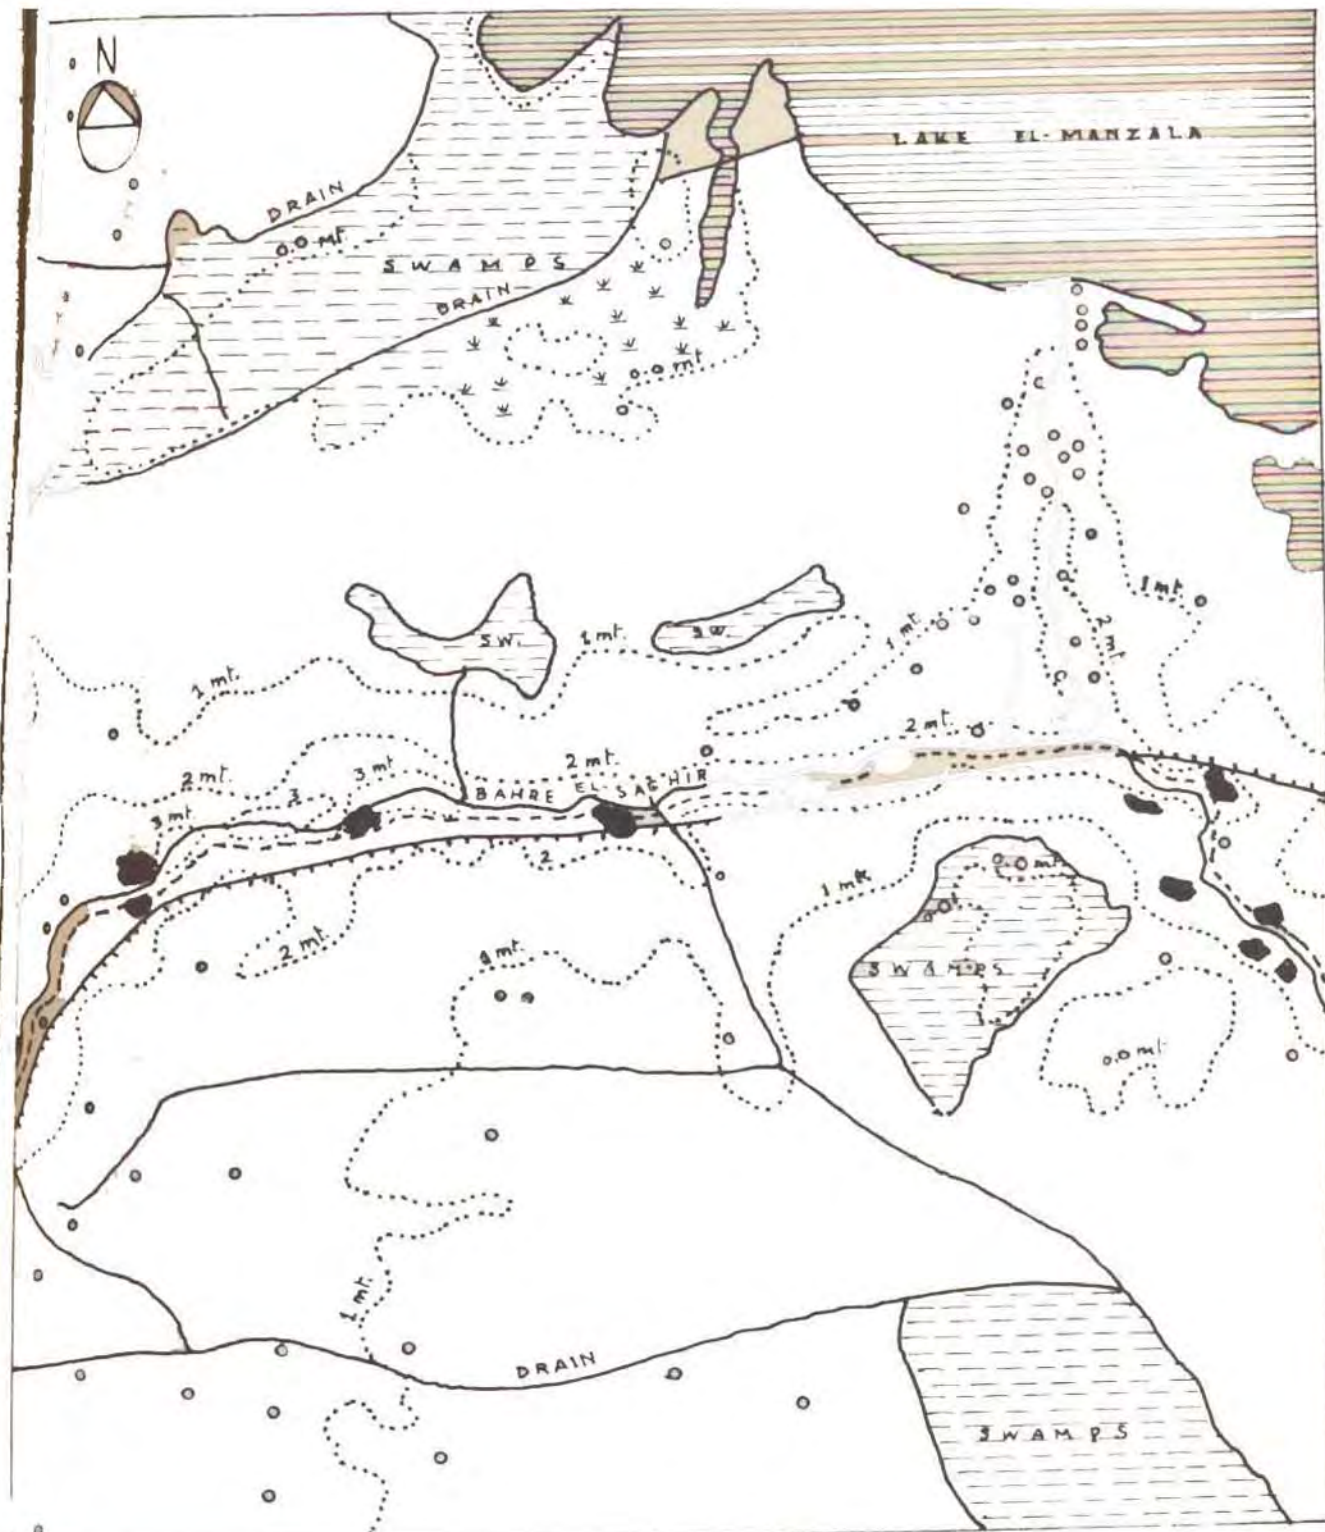 N
LAKE EL-MANZALA
DRAIN
0.0 mt.
SWAMPS
DRAIN
0.0 mt
1 mt.
2 mt
1 mt.
1 mt.
SW.
SW.
1 mt.
2 mt.
2 mt.
3 mt
2 mt.
3
3 mt.
BAHRE EL-SAGHIR
2
0.0 mt.
1 mt.
2 mt.
1 mt.
SWAMPS
0.0 mt.
1 mt.
DRAIN
SWAMPS